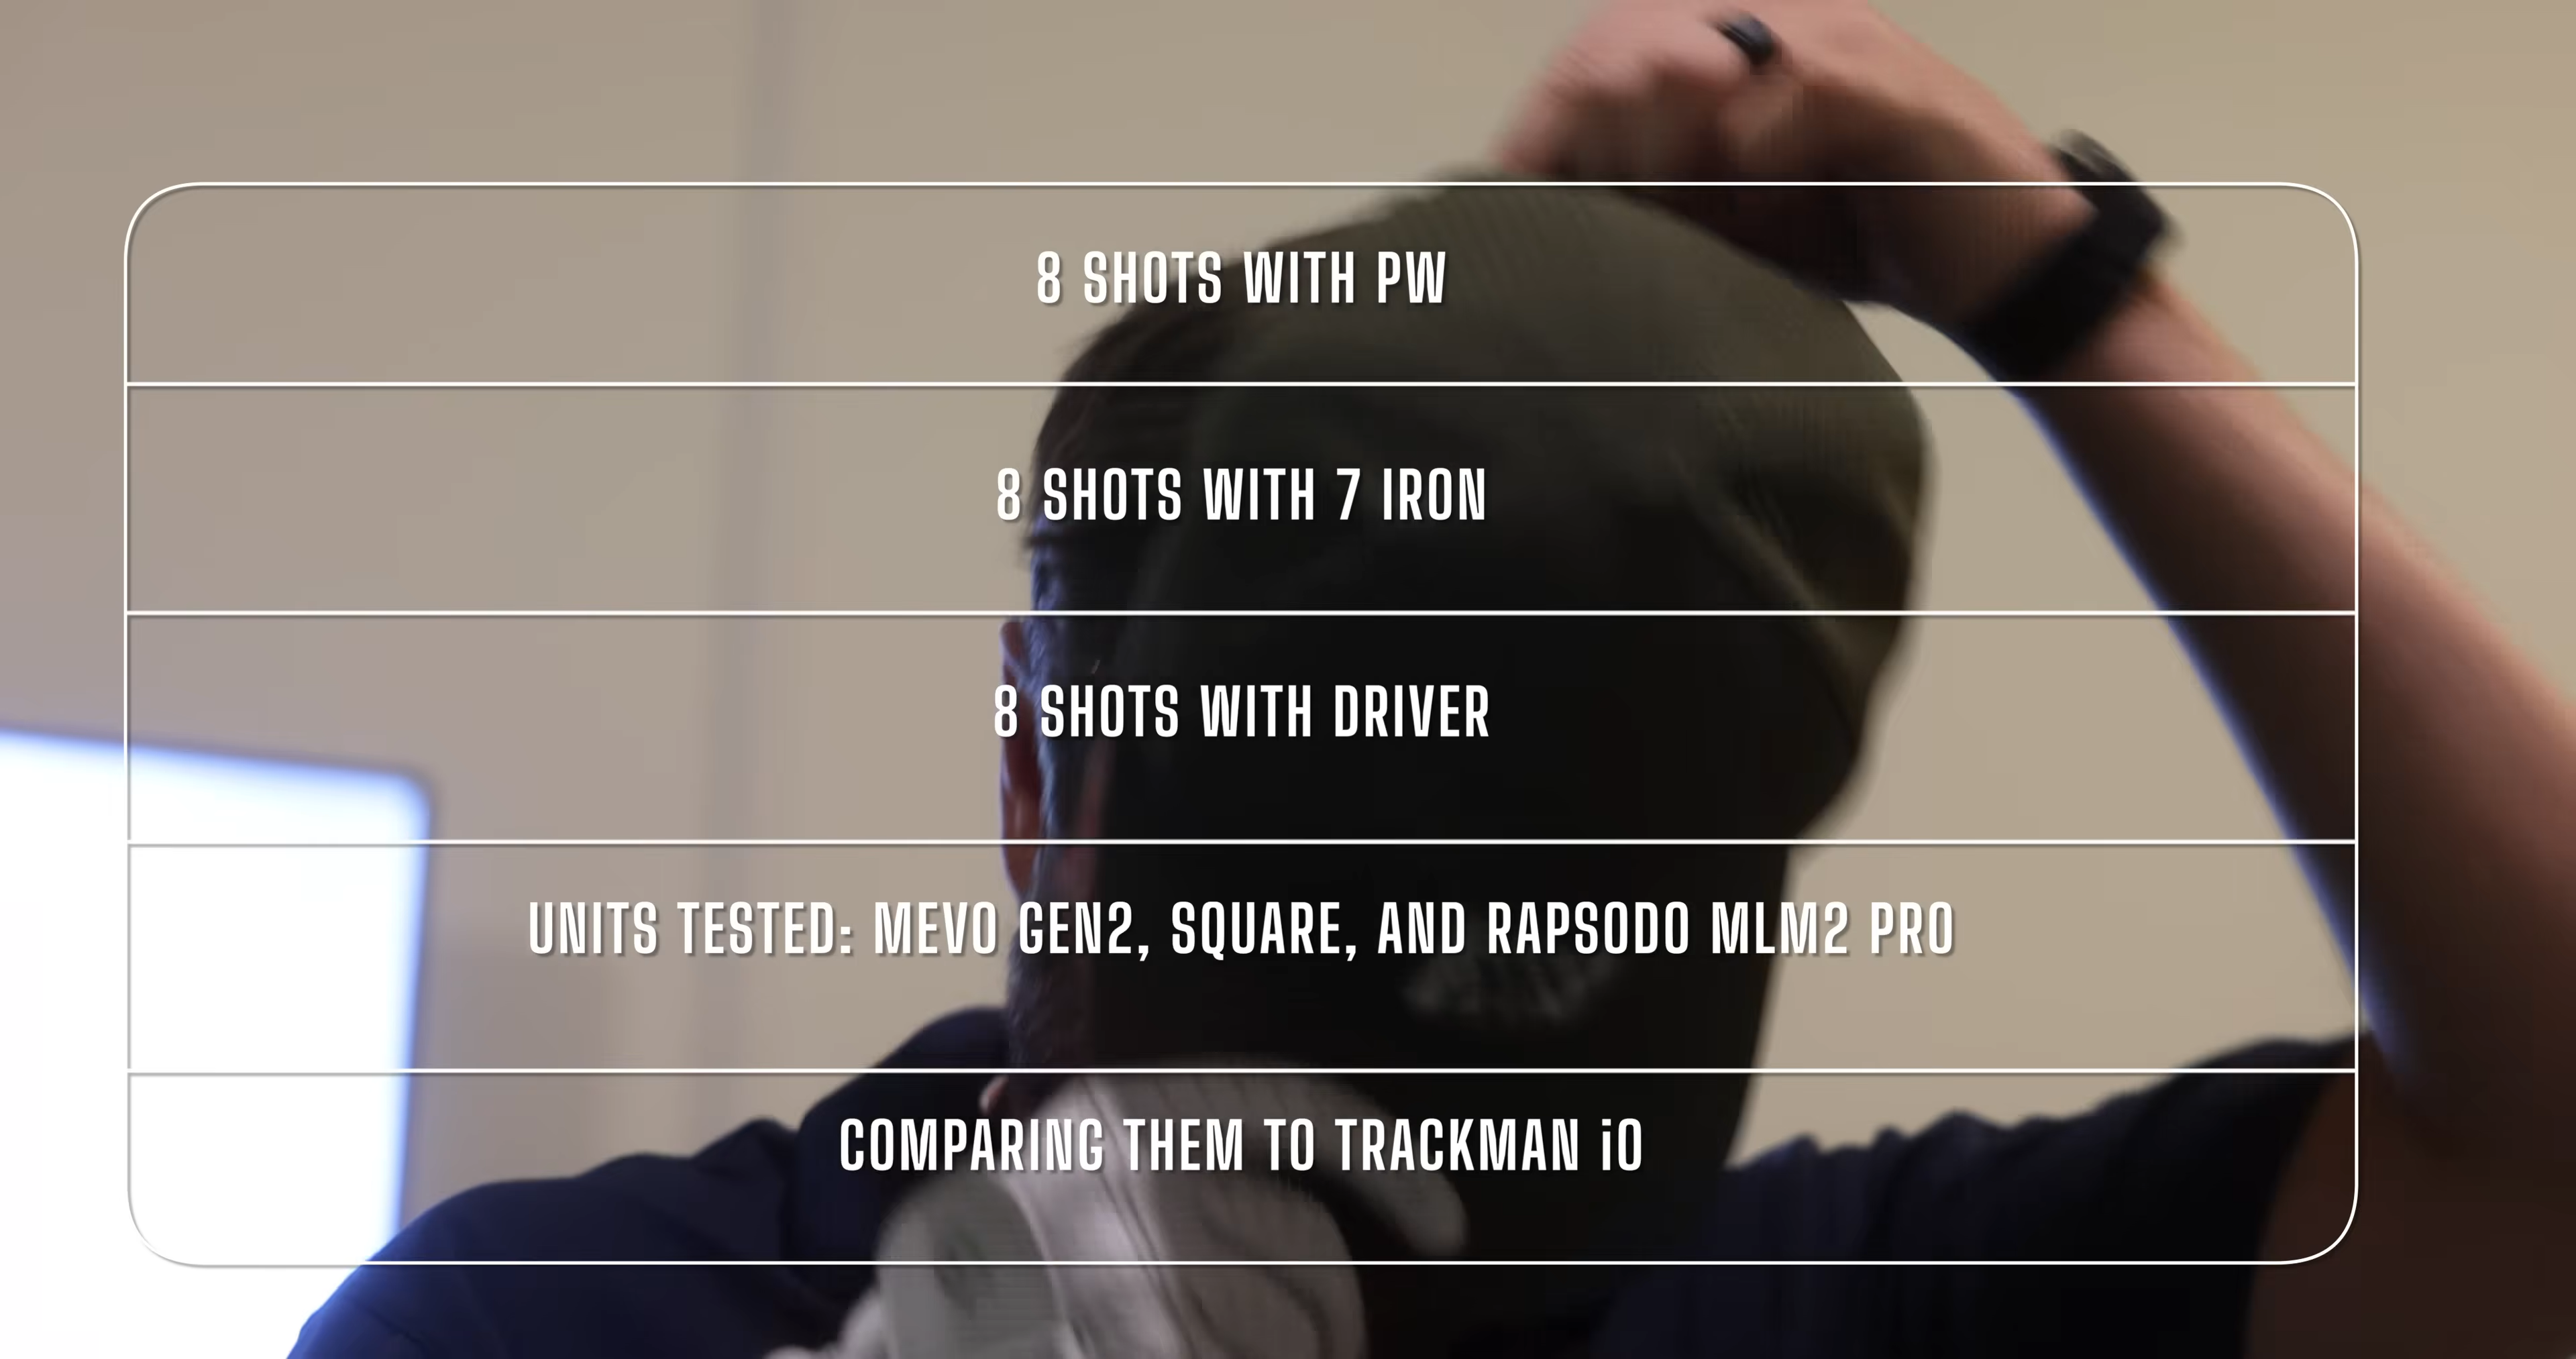 8 SHOTS WITH PW
8 SHOTS WITH 7 IRON
8 SHOTS WITH DRIVER
UNITS TESTED: MEVO GEN2, SQUARE, AND RAPSODO MLM2 PRO
COMPARING THEM TO TRACKMAN iO